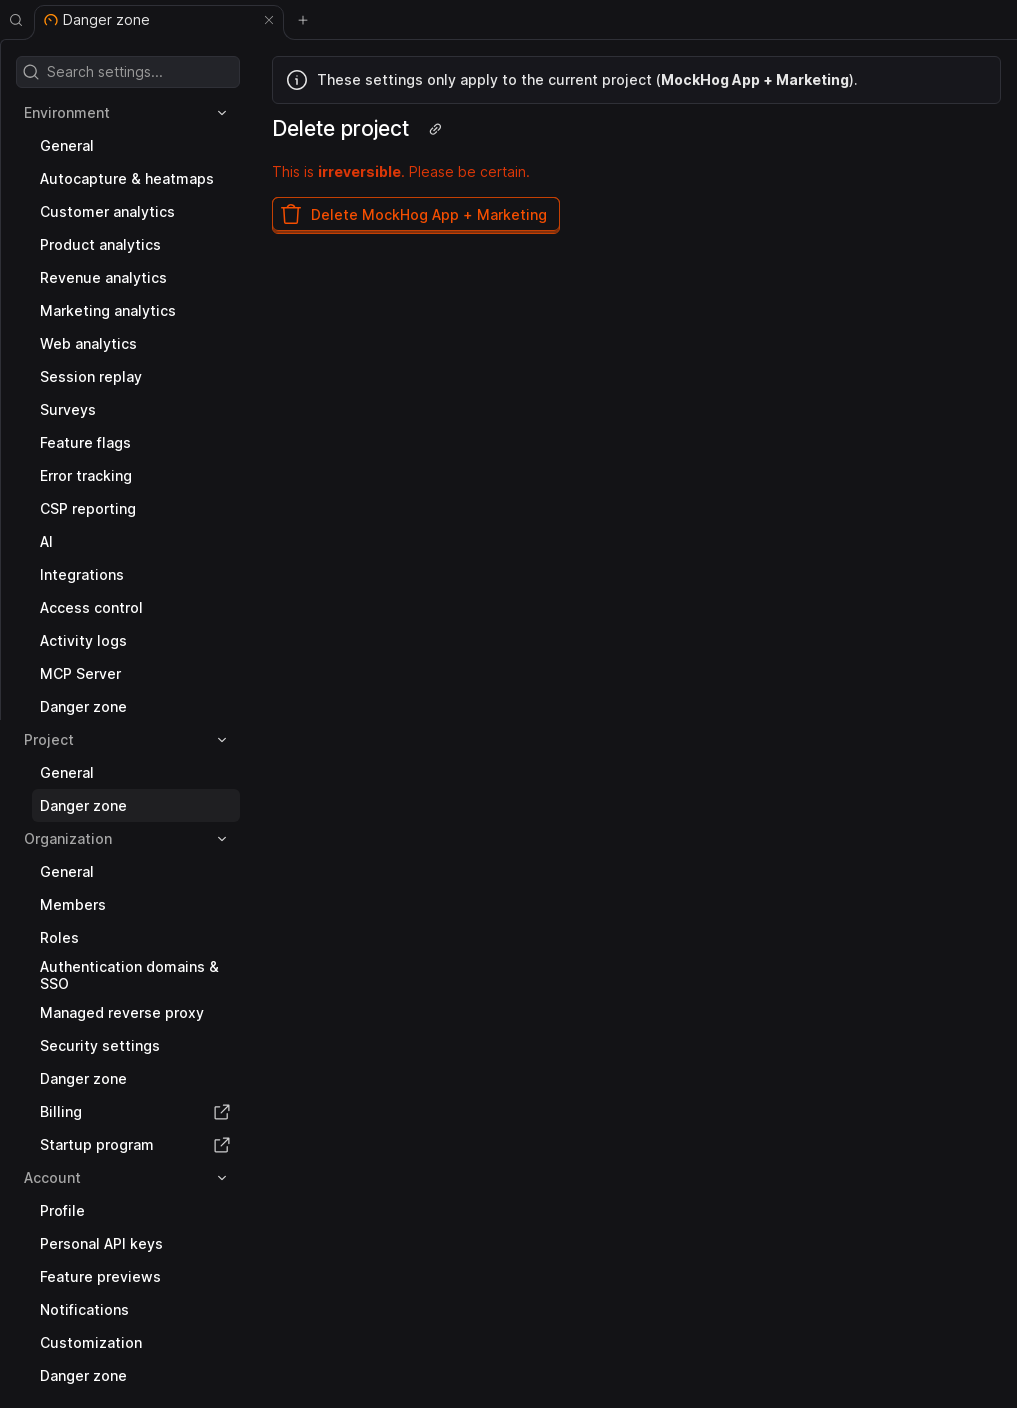 Danger zone
Search settings...
Environment
General
Autocapture & heatmaps
Customer analytics
Product analytics
Revenue analytics
Marketing analytics
Web analytics
Session replay
Surveys
Feature flags
Error tracking
CSP reporting
AI
Integrations
Access control
Activity logs
MCP Server
Danger zone
Project
General
Danger zone
Organization
General
Members
Roles
Authentication domains &
SSO
Managed reverse proxy
Security settings
Danger zone
Billing
Startup program
Account
Profile
Personal API keys
Feature previews
Notifications
Customization
Danger zone
These settings only apply to the current project (MockHog App + Marketing).
Delete project
This is irreversible. Please be certain.
Delete MockHog App + Marketing